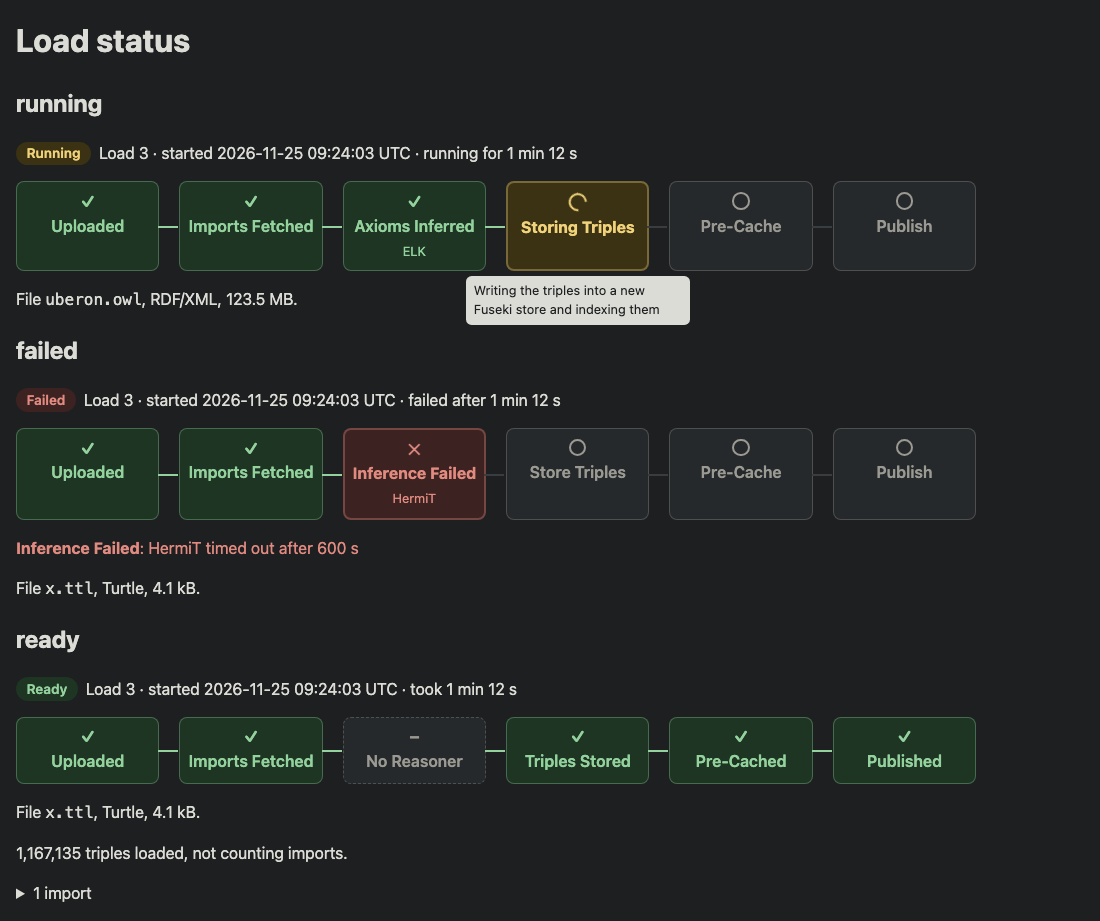 Load status
running
Running Load 3 · started 2026-11-25 09:24:03 UTC · running for 1 min 12 s
Uploaded
Imports Fetched
Axioms Inferred
ELK
Storing Triples
Pre-Cache
Publish
Writing the triples into a new
Fuseki store and indexing them
File uberon.owl, RDF/XML, 123.5 MB.
failed
Failed Load 3 · started 2026-11-25 09:24:03 UTC · failed after 1 min 12 s
Uploaded
Imports Fetched
Inference Failed
HermiT
Store Triples
Pre-Cache
Publish
Inference Failed: HermiT timed out after 600 s
File x.ttl, Turtle, 4.1 kB.
ready
Ready Load 3 · started 2026-11-25 09:24:03 UTC · took 1 min 12 s
Uploaded
Imports Fetched
No Reasoner
Triples Stored
Pre-Cached
Published
File x.ttl, Turtle, 4.1 kB.
1,167,135 triples loaded, not counting imports.
1 import